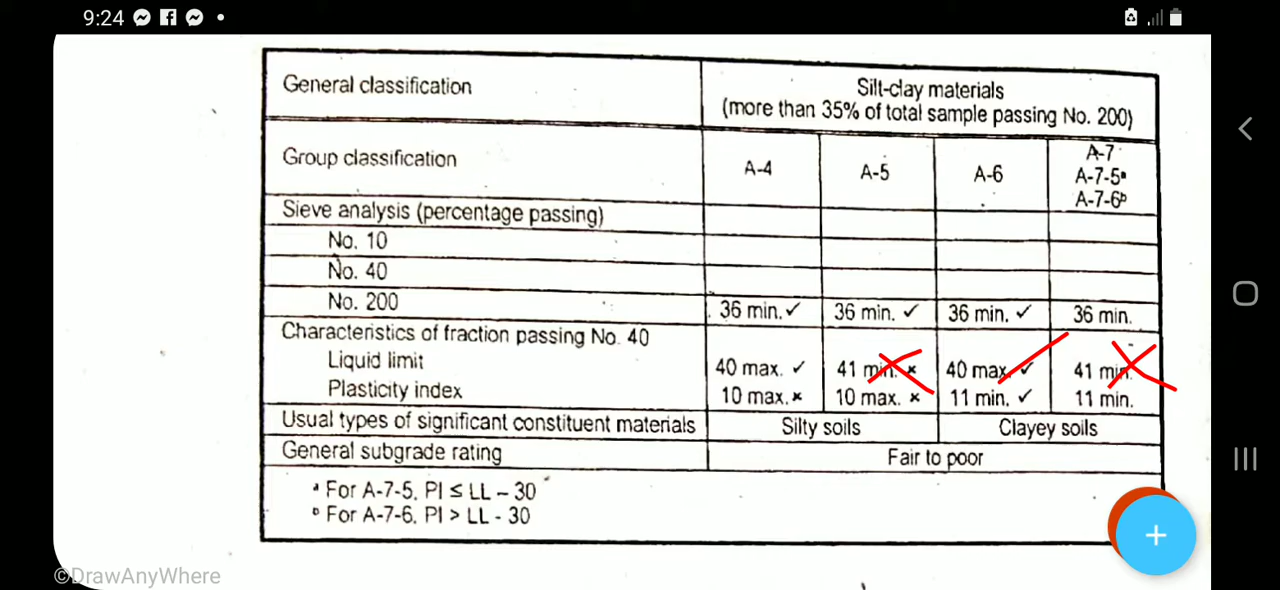 9:24
General classification
Silt-clay materials
(more than 35% of total sample passing No. 200)
Group classification
A-4
A-5
A-6
A-7
A-7-5ᵃ
A-7-6ᵇ
Sieve analysis (percentage passing)
No. 10
No. 40
No. 200
36 min. ✓
36 min. ✓
36 min. ✓
36 min.
Characteristics of fraction passing No. 40
Liquid limit
40 max. ✓
41 min. ×
40 max. ✓
41 min.
Plasticity index
10 max. ×
10 max. ×
11 min. ✓
11 min.
Usual types of significant constituent materials
Silty soils
Clayey soils
General subgrade rating
Fair to poor
ᵃ For A-7-5, PI ≤ LL – 30
ᵇ For A-7-6, PI > LL - 30
©DrawAnyWhere